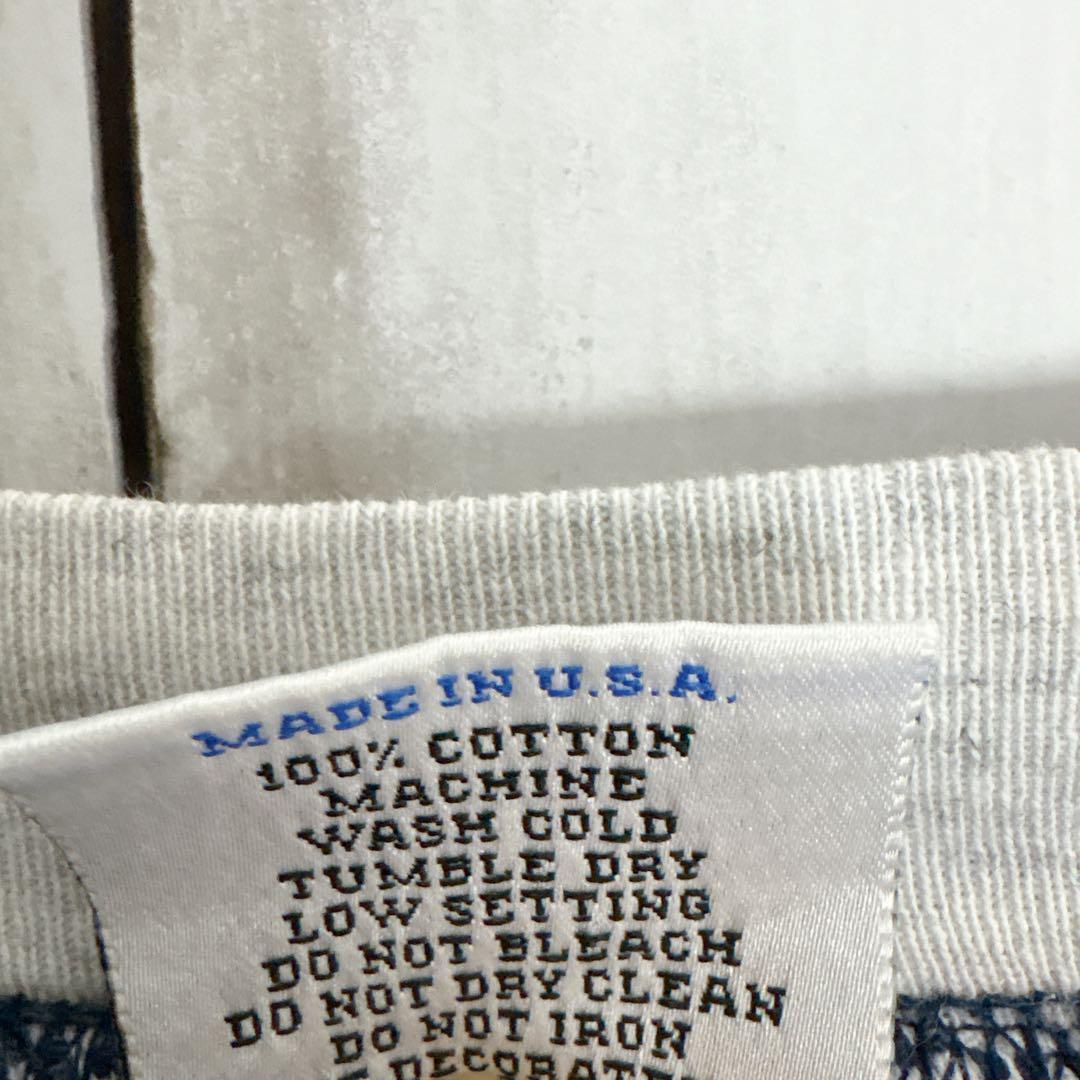 MADE IN U.S.A.
100% COTTON
MACHINE
WASH COLD
TUMBLE DRY
LOW SETTING
DO NOT BLEACH
DO NOT DRY CLEAN
DO NOT IRON